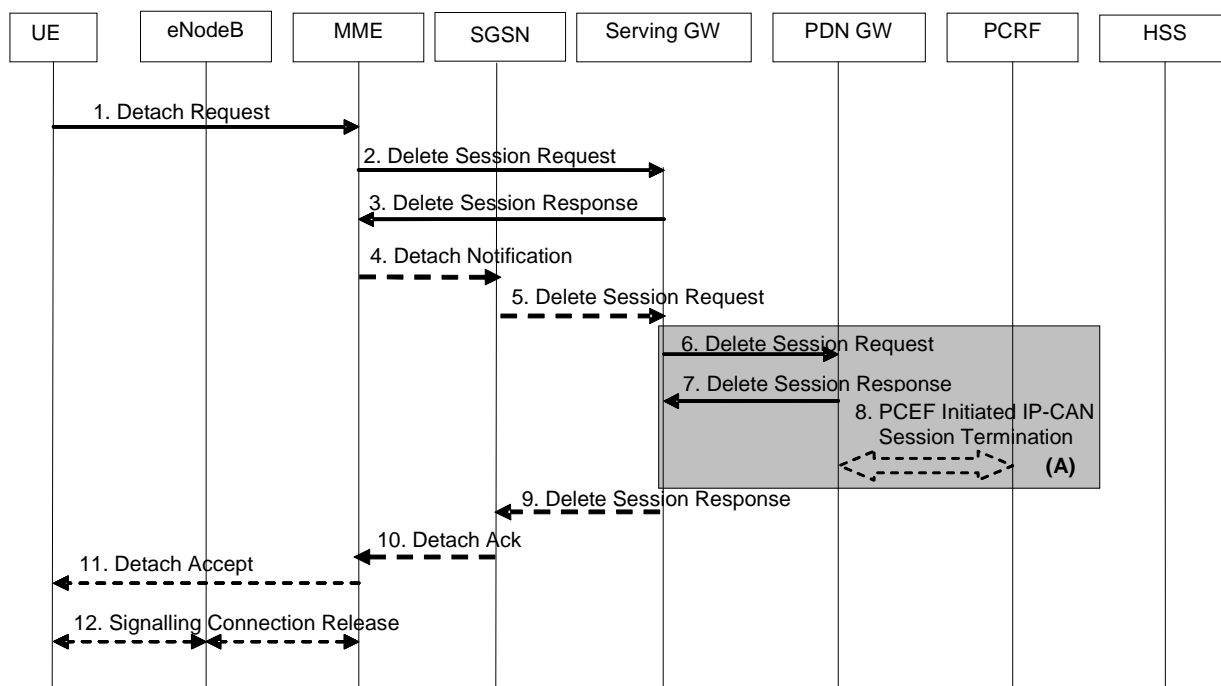 UE
eNodeB
MME
SGSN
Serving GW
PDN GW
PCRF
HSS
1. Detach Request
2. Delete Session Request
3. Delete Session Response
4. Detach Notification
5. Delete Session Request
6. Delete Session Request
7. Delete Session Response
8. PCEF Initiated IP-CAN
Session Termination
(A)
9. Delete Session Response
10. Detach Ack
11. Detach Accept
12. Signalling Connection Release